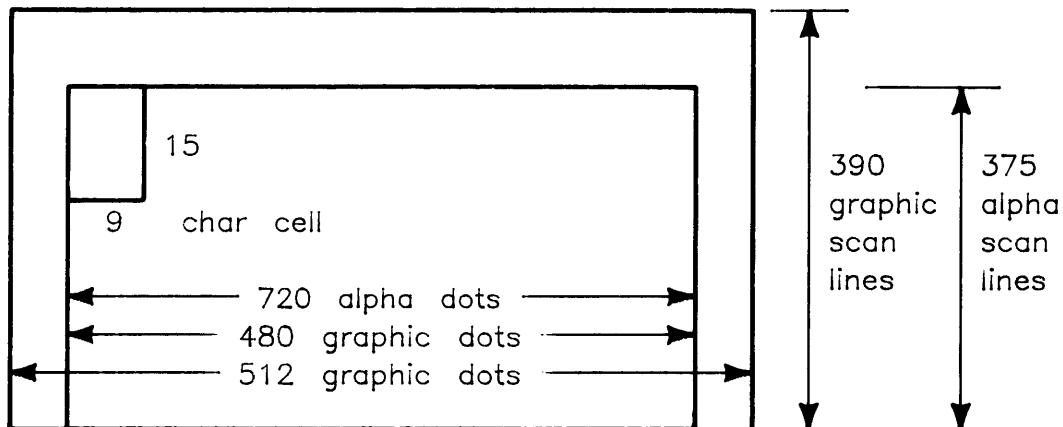 15
9 char cell
720 alpha dots
480 graphic dots
512 graphic dots
390
graphic
scan
lines
375
alpha
scan
lines